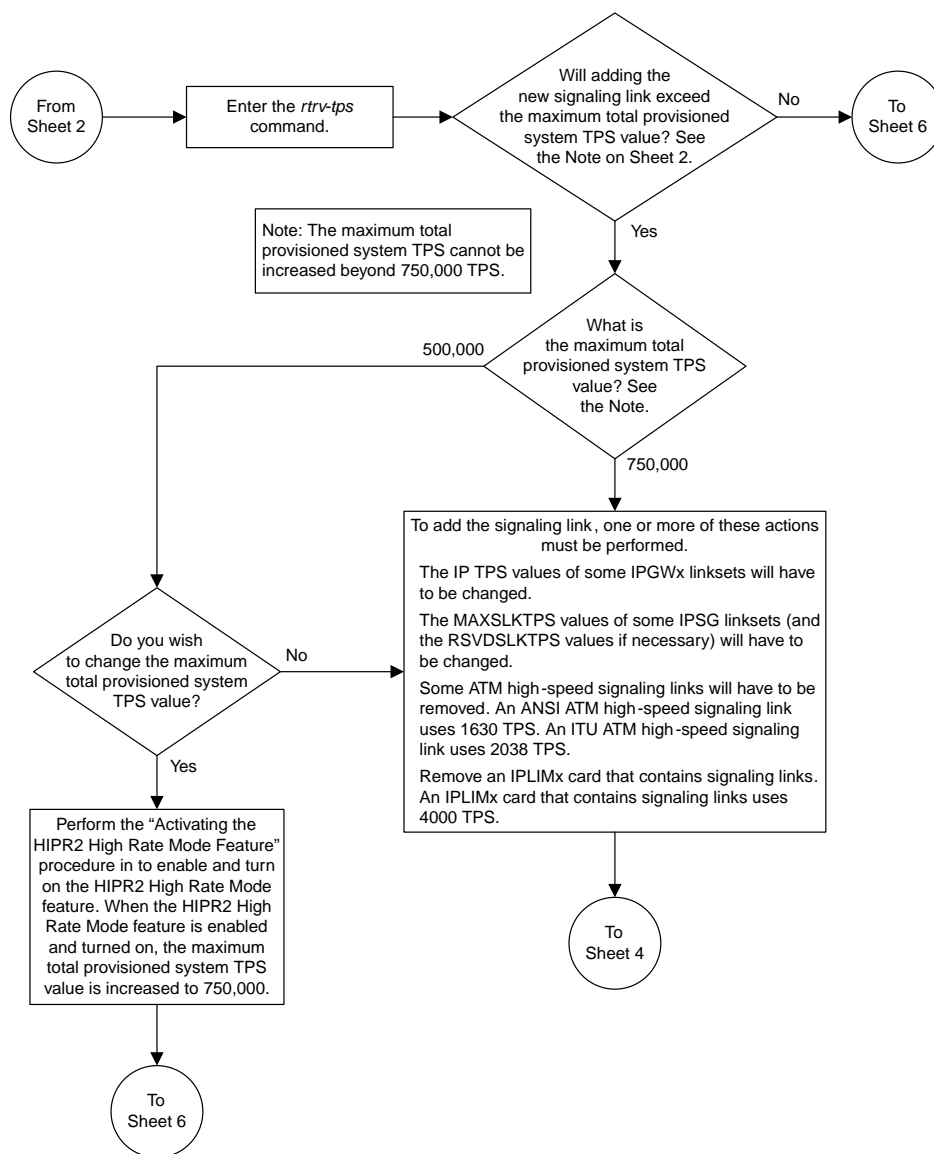 From
Sheet 2
Enter the rtrv-tps
command.
Will adding the
new signaling link exceed
the maximum total provisioned
system TPS value? See
the Note on Sheet 2.
No
To
Sheet 6
Yes
Note: The maximum total
provisioned system TPS cannot be
increased beyond 750,000 TPS.
What is
the maximum total
provisioned system TPS
value? See
the Note.
500,000
750,000
To add the signaling link, one or more of these actions
must be performed.
The IP TPS values of some IPGWx linksets will have
to be changed.
The MAXSLKTPS values of some IPSG linksets (and
the RSVDSLKTPS values if necessary) will have to
be changed.
Some ATM high-speed signaling links will have to be
removed. An ANSI ATM high-speed signaling link
uses 1630 TPS. An ITU ATM high-speed signaling
link uses 2038 TPS.
Remove an IPLIMx card that contains signaling links.
An IPLIMx card that contains signaling links uses
4000 TPS.
Do you wish
to change the maximum
total provisioned system
TPS value?
No
Yes
Perform the “Activating the
HIPR2 High Rate Mode Feature”
procedure in to enable and turn
on the HIPR2 High Rate Mode
feature. When the HIPR2 High
Rate Mode feature is enabled
and turned on, the maximum
total provisioned system TPS
value is increased to 750,000.
To
Sheet 4
To
Sheet 6